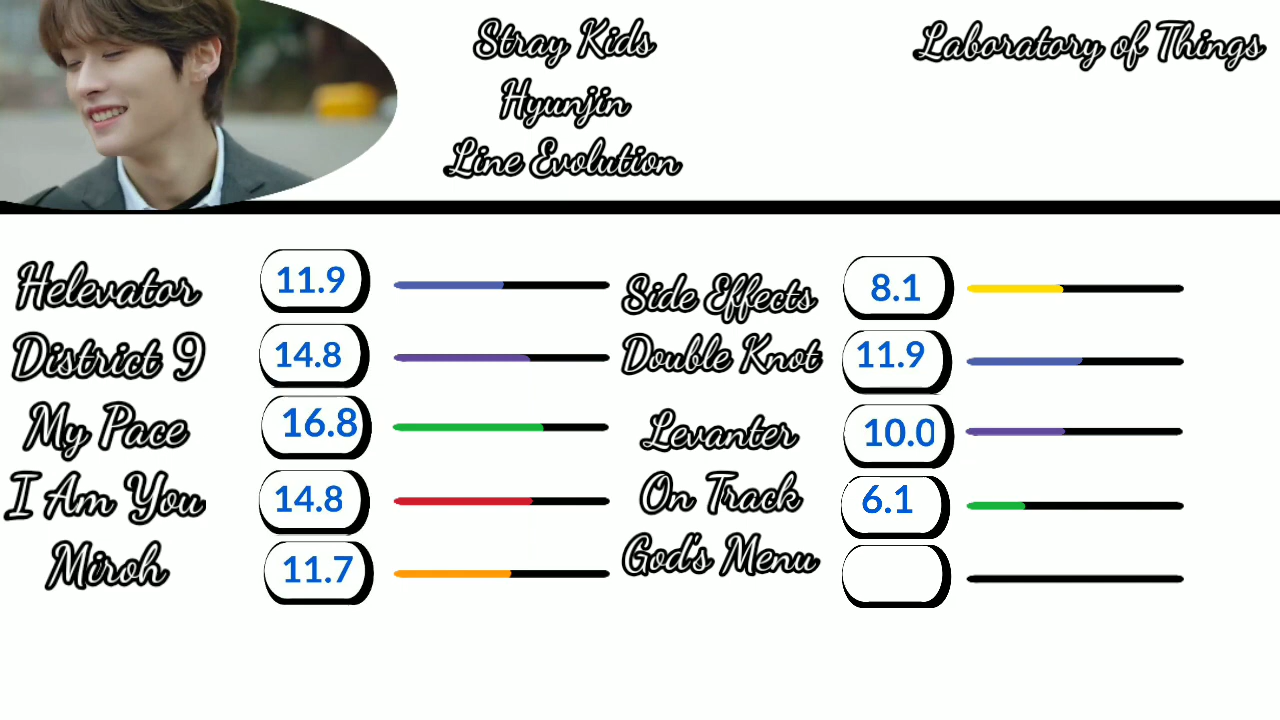 Stray Kids
Hyunjin
Line Evolution
Laboratory of Things
Helevator 11.9
District 9 14.8
My Pace 16.8
I Am You 14.8
Miroh 11.7
Side Effects 8.1
Double Knot 11.9
Levanter 10.0
On Track 6.1
God's Menu